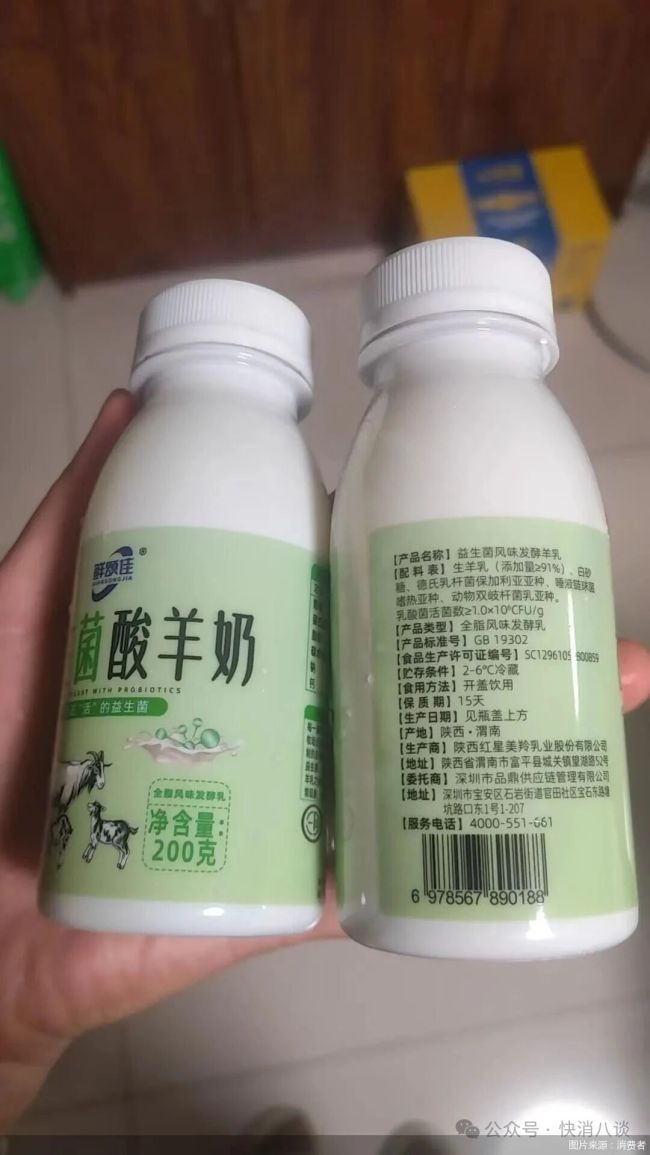 鲜颂佳
®
XIANSONGJIA
菌酸羊奶
WITH PROBIOTICS
“活”的益生菌
全脂风味发酵乳
净含量:
200克
【产品名称】 益生菌风味发酵羊乳
【配 料 表】 生羊乳（添加量≥91%）、白砂
糖、德氏乳杆菌保加利亚亚种、唾液链球菌
嗜热亚种、动物双歧杆菌乳亚种。
乳酸菌活菌数≥1.0×10⁶CFU/g
【产品类型】 全脂风味发酵乳
【产品标准号】 GB 19302
【食品生产许可证编号】
【贮存条件】 2-6℃冷藏
【食用方法】 开盖饮用
【保 质 期】 15天
【生产日期】 见瓶盖上方
【产地】 陕西·渭南
【生产商】 陕西红星美羚乳业股份有限公司
【地址】 陕西省渭南市富平县城关镇望湖路52号
【委托商】 深圳市品鼎供应链管理有限公司
【地址】 深圳市宝安区石岩街道官田社区宝石东路塘
坑路口东1号1-207
【服务电话】 4000-551-661
6 978567 890188
公众号·快消八谈
图片来源：消费者